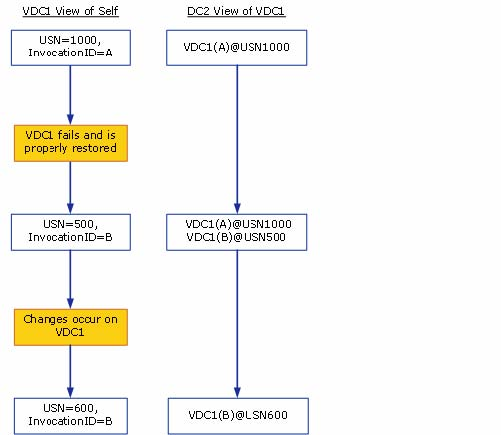 VDC1 View of Self
DC2 View of VDC1
USN=1000,
InvocationID=A
VDC1(A)@USN1000
VDC1 fails and is
properly restored
USN=500,
InvocationID=B
VDC1(A)@USN1000
VDC1(B)@USN500
Changes occur on
VDC1
USN=600,
InvocationID=B
VDC1(B)@USN600